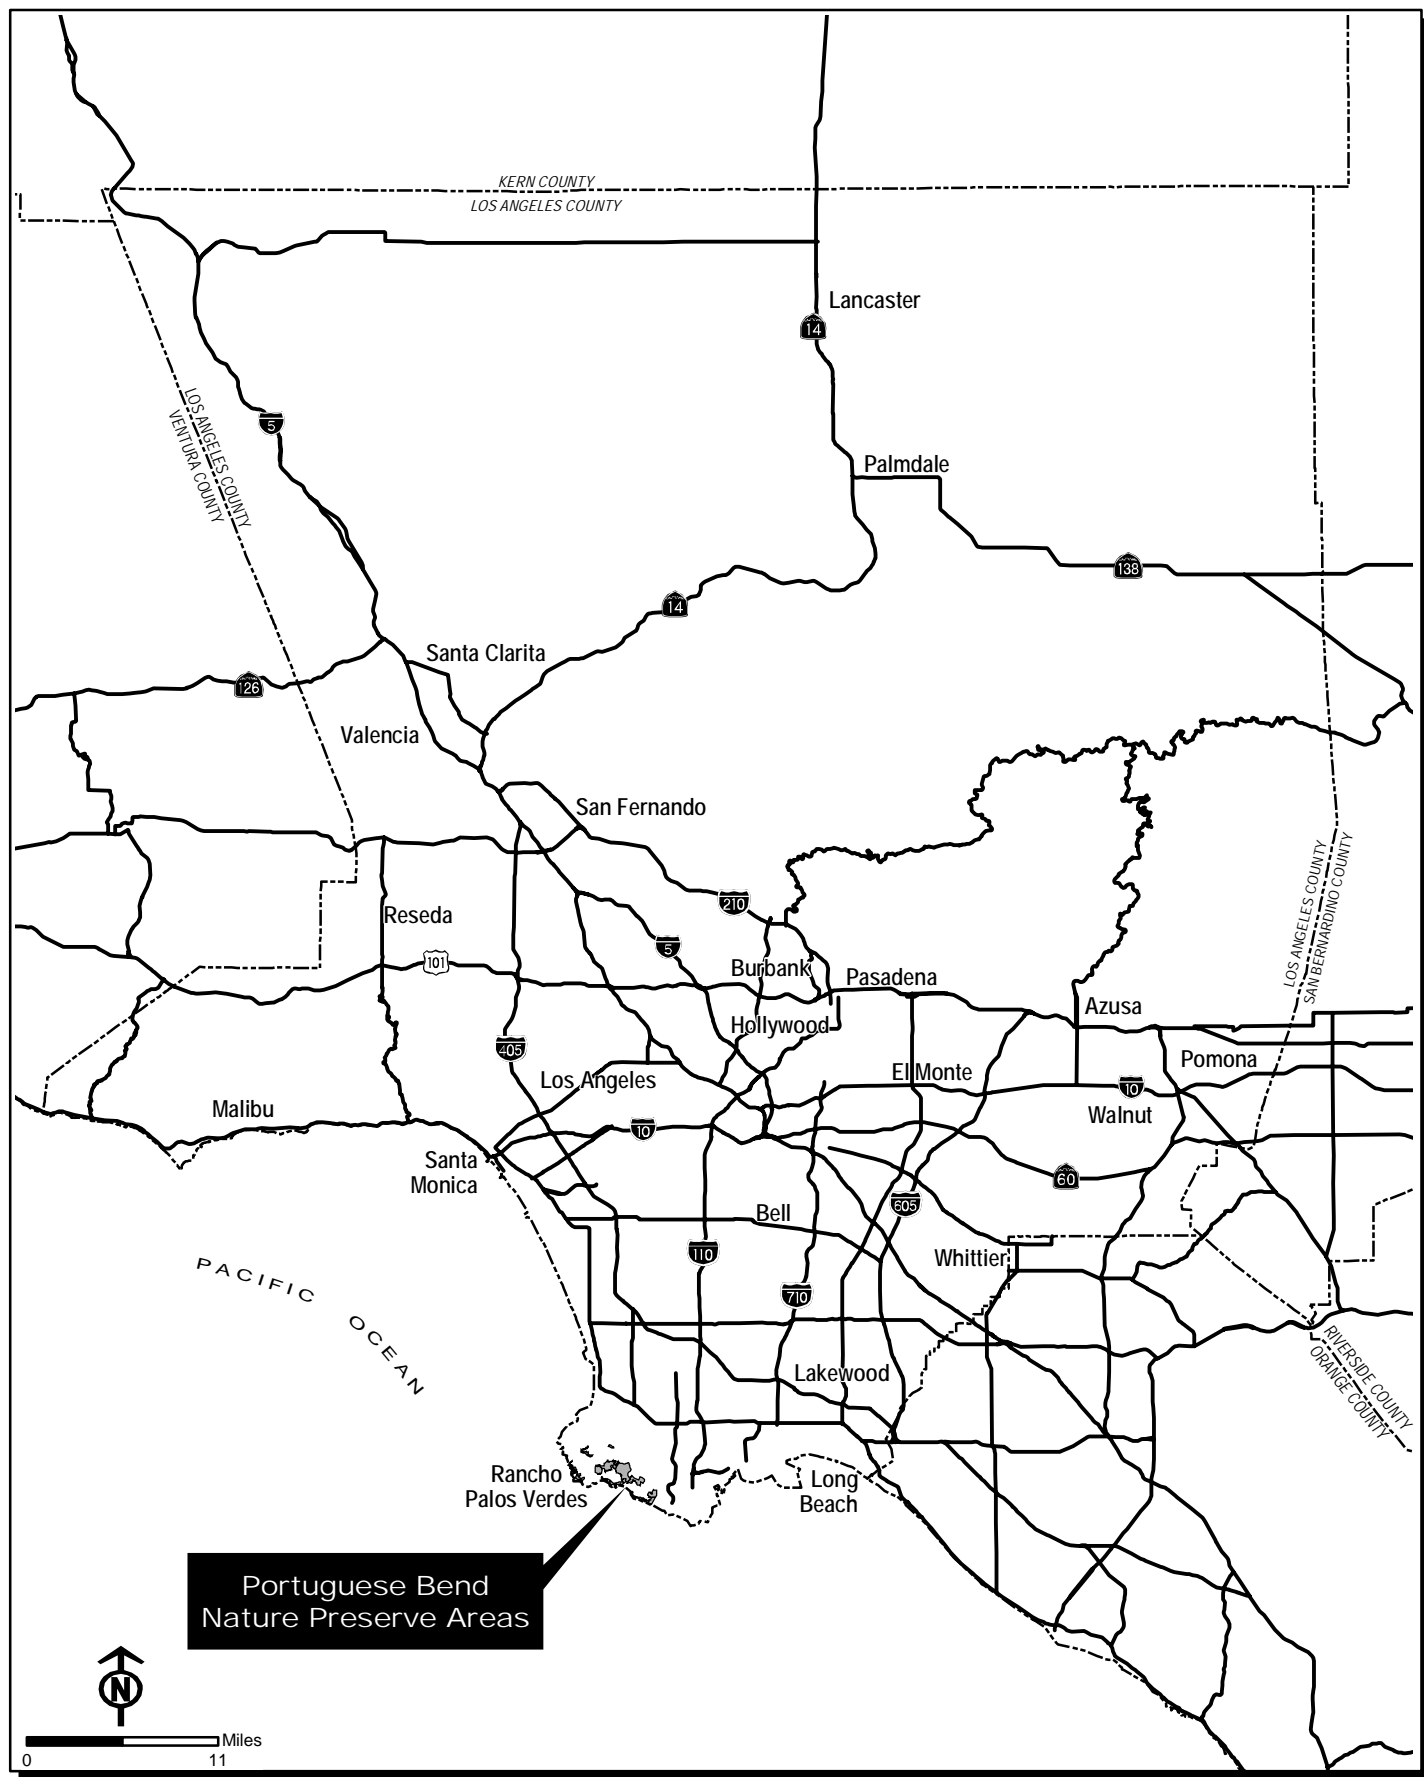 KERN COUNTY
LOS ANGELES COUNTY
Lancaster
14
5
LOS ANGELES COUNTY
VENTURA COUNTY
Palmdale
138
14
Santa Clarita
126
Valencia
San Fernando
LOS ANGELES COUNTY
SAN BERNARDINO COUNTY
210
Reseda
5
101
Burbank
Pasadena
Azusa
Hollywood
405
Pomona
El Monte
Los Angeles
10
Malibu
Walnut
10
Santa
Monica
60
605
Bell
110
Whittier
PACIFIC OCEAN
710
RIVERSIDE COUNTY
ORANGE COUNTY
Lakewood
Rancho
Palos Verdes
Long
Beach
Portuguese Bend
Nature Preserve Areas
N
Miles
0 11